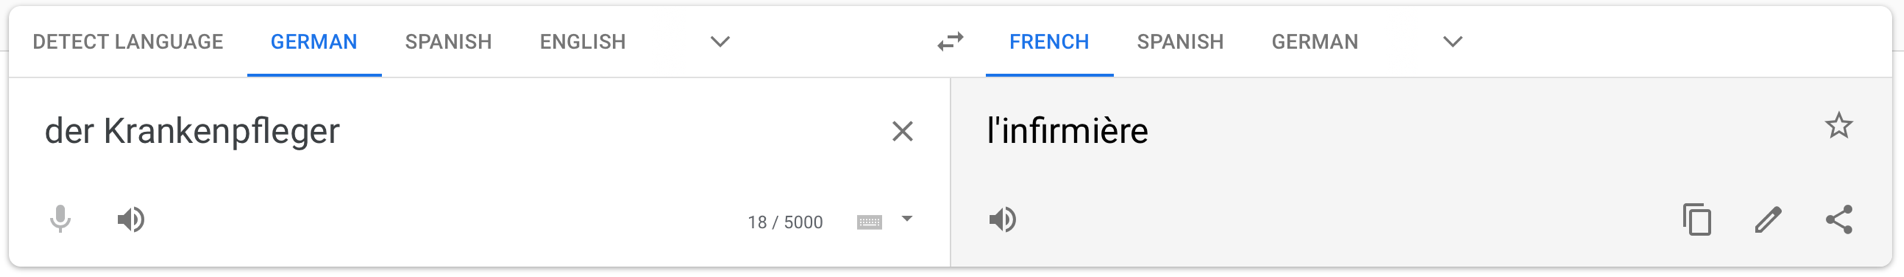 DETECT LANGUAGE GERMAN SPANISH ENGLISH FRENCH SPANISH GERMAN
der Krankenpfleger
l'infirmière
18 / 5000